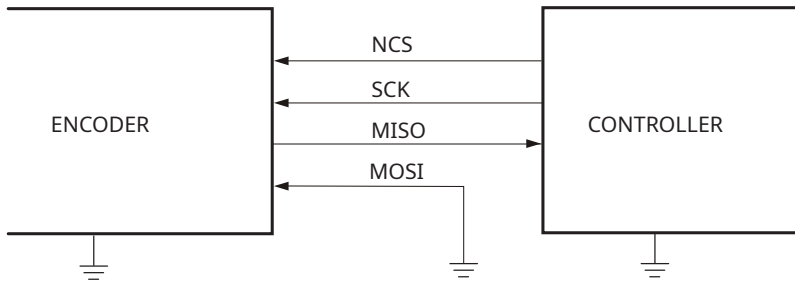 NCS
SCK
ENCODER
MISO
CONTROLLER
MOSI